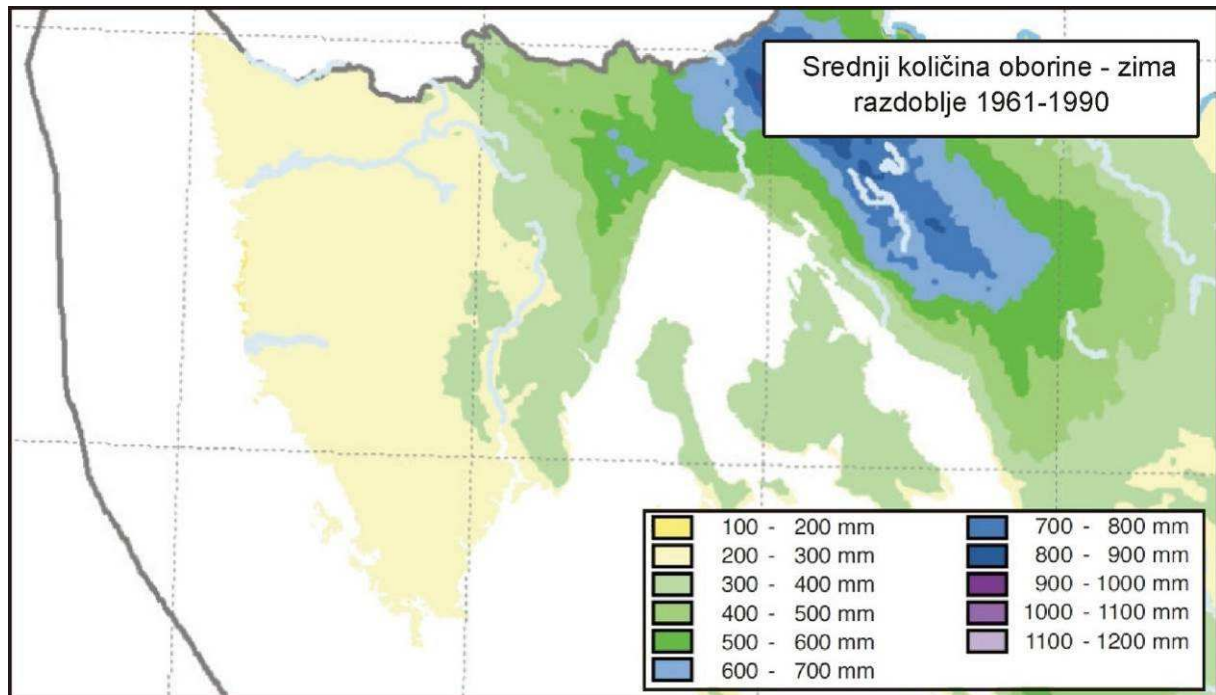 Srednji količina oborine - zima
razdoblje 1961-1990
100 - 200 mm
200 - 300 mm
300 - 400 mm
400 - 500 mm
500 - 600 mm
600 - 700 mm
700 - 800 mm
800 - 900 mm
900 - 1000 mm
1000 - 1100 mm
1100 - 1200 mm